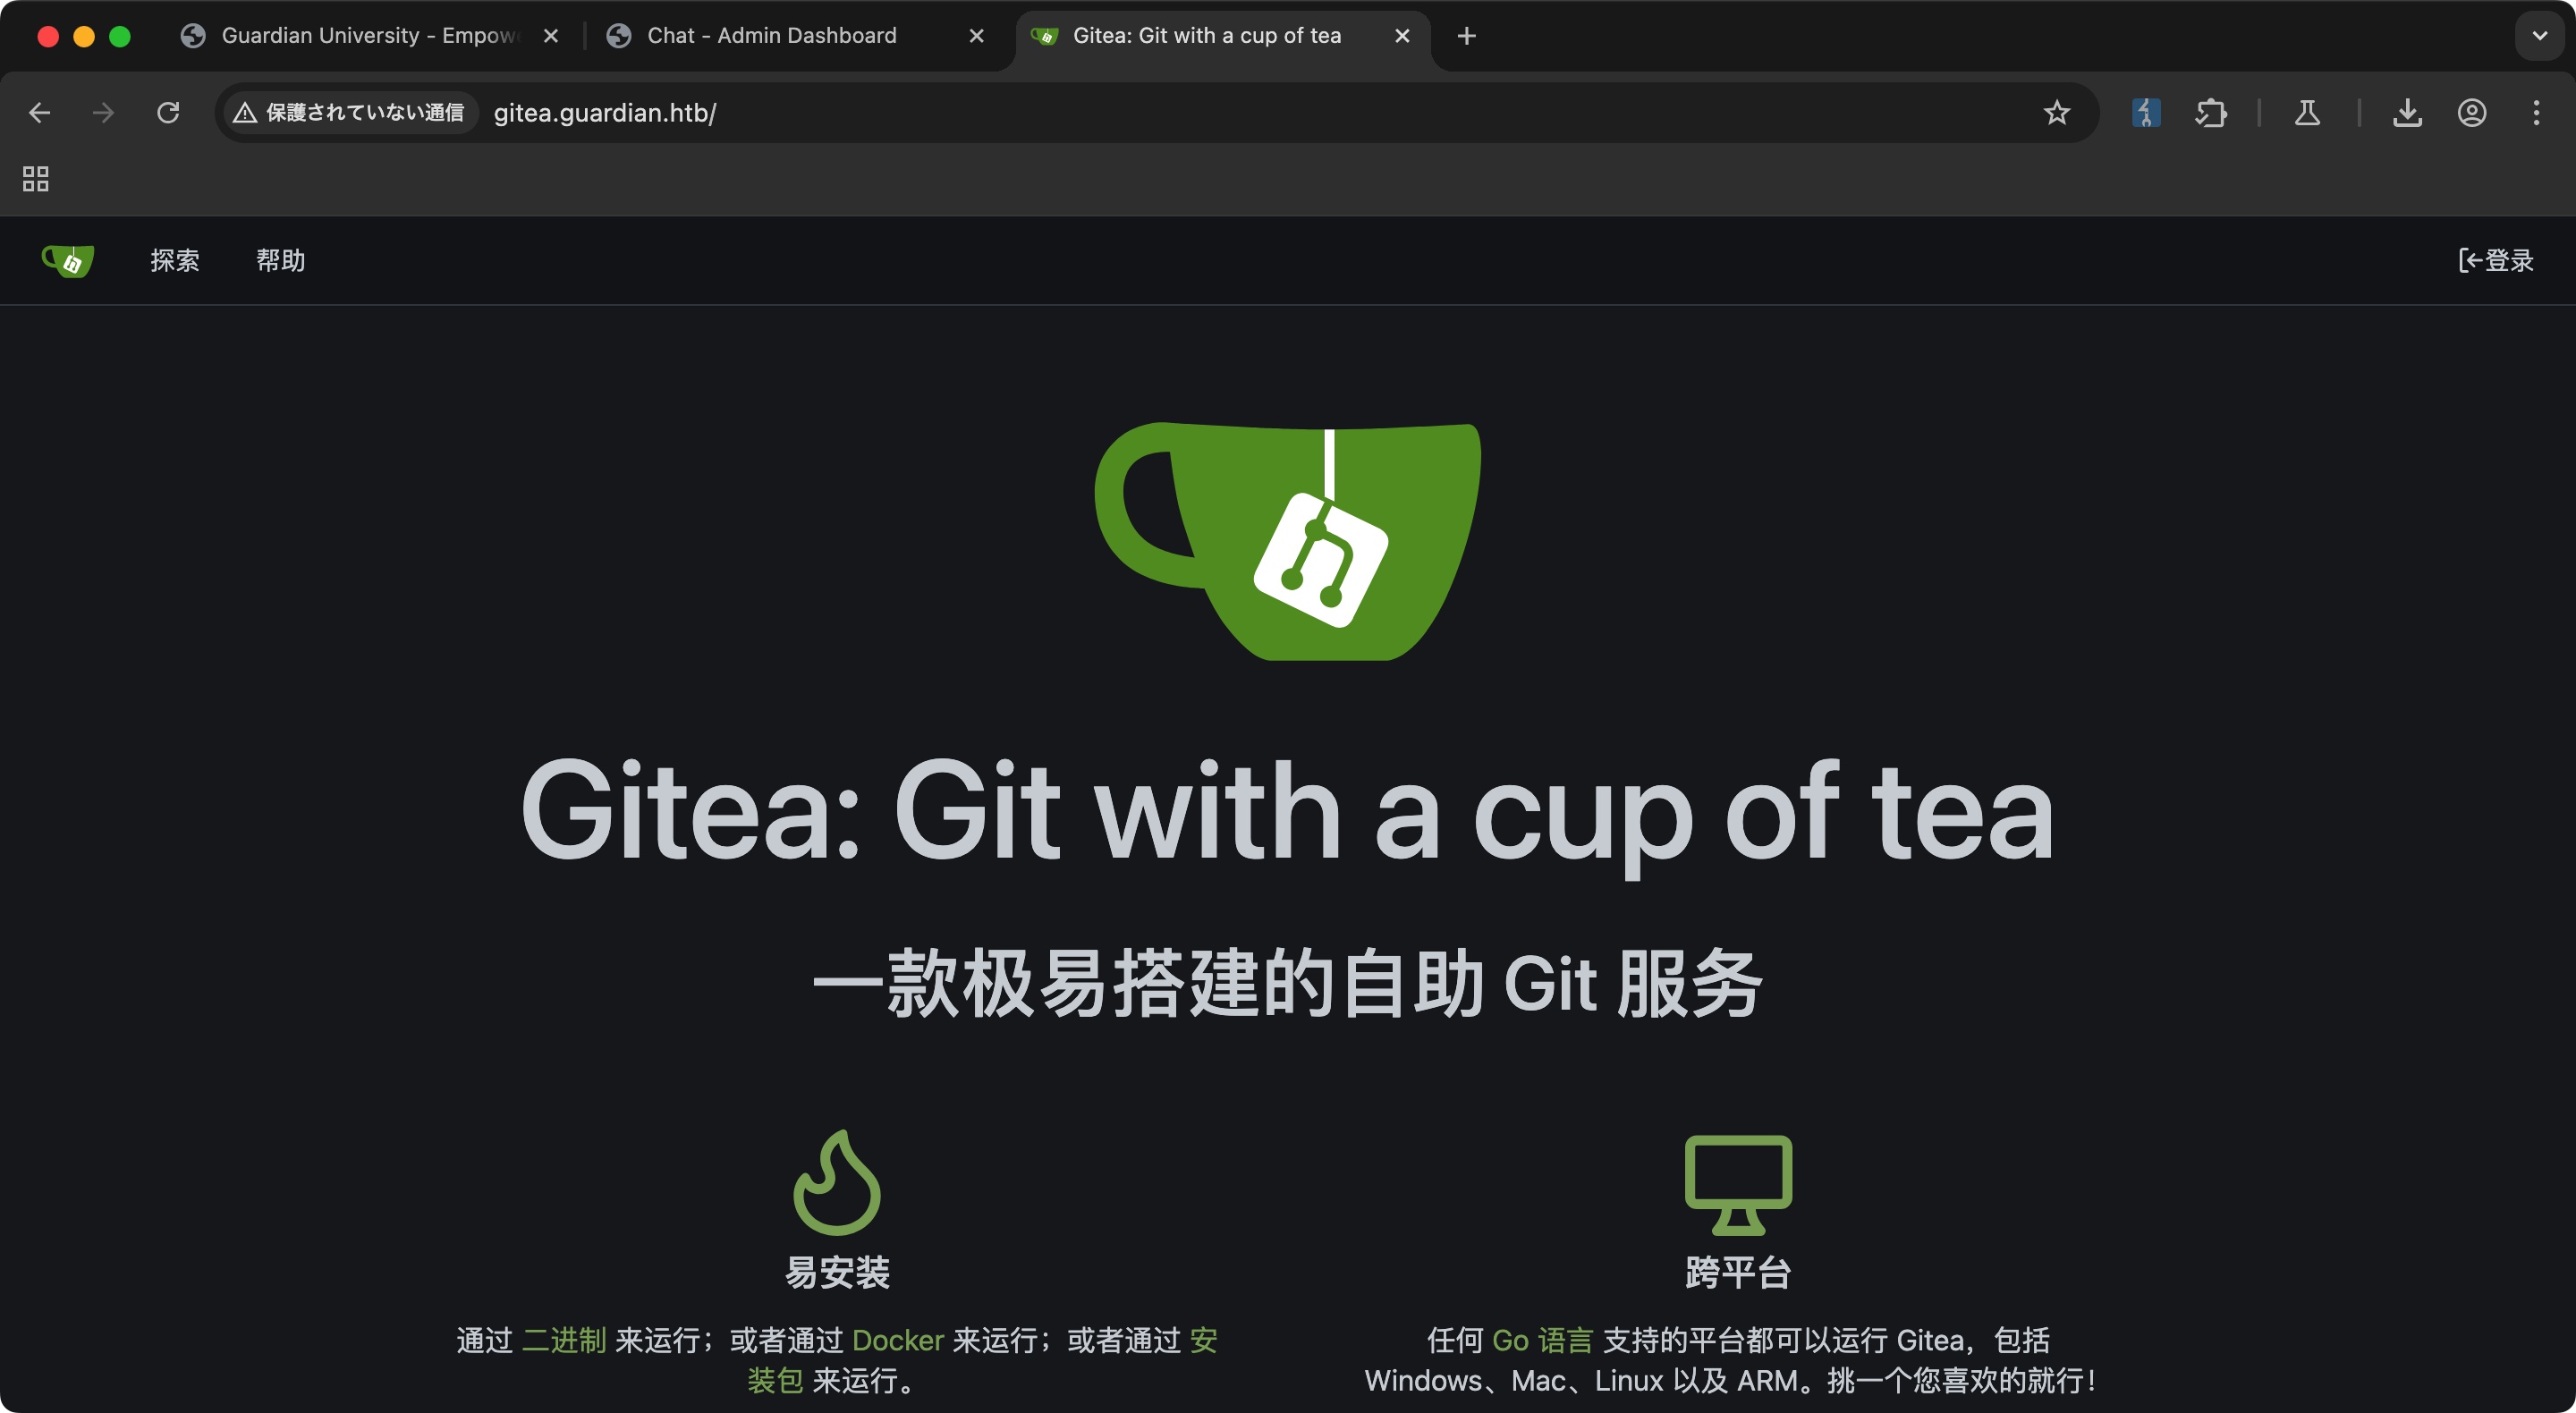 Guardian University - Empow
Chat - Admin Dashboard
Gitea: Git with a cup of tea
保護されていない通信
gitea.guardian.htb/
探索
帮助
登录
Gitea: Git with a cup of tea
一款极易搭建的自助 Git 服务
易安装
通过 二进制 来运行；或者通过 Docker 来运行；或者通过 安
装包 来运行。
跨平台
任何 Go 语言 支持的平台都可以运行 Gitea，包括
Windows、Mac、Linux 以及 ARM。挑一个您喜欢的就行！